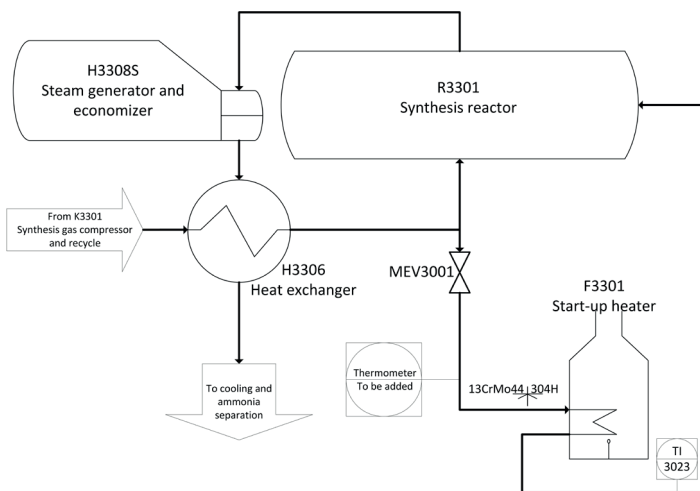 H3308S
Steam generator and
economizer
R3301
Synthesis reactor
From K3301
Synthesis gas compressor
and recycle
H3306
Heat exchanger
MEV3001
F3301
Start-up heater
Thermometer
To be added
13CrMo44 304H
To cooling and
ammonia
separation
TI
3023